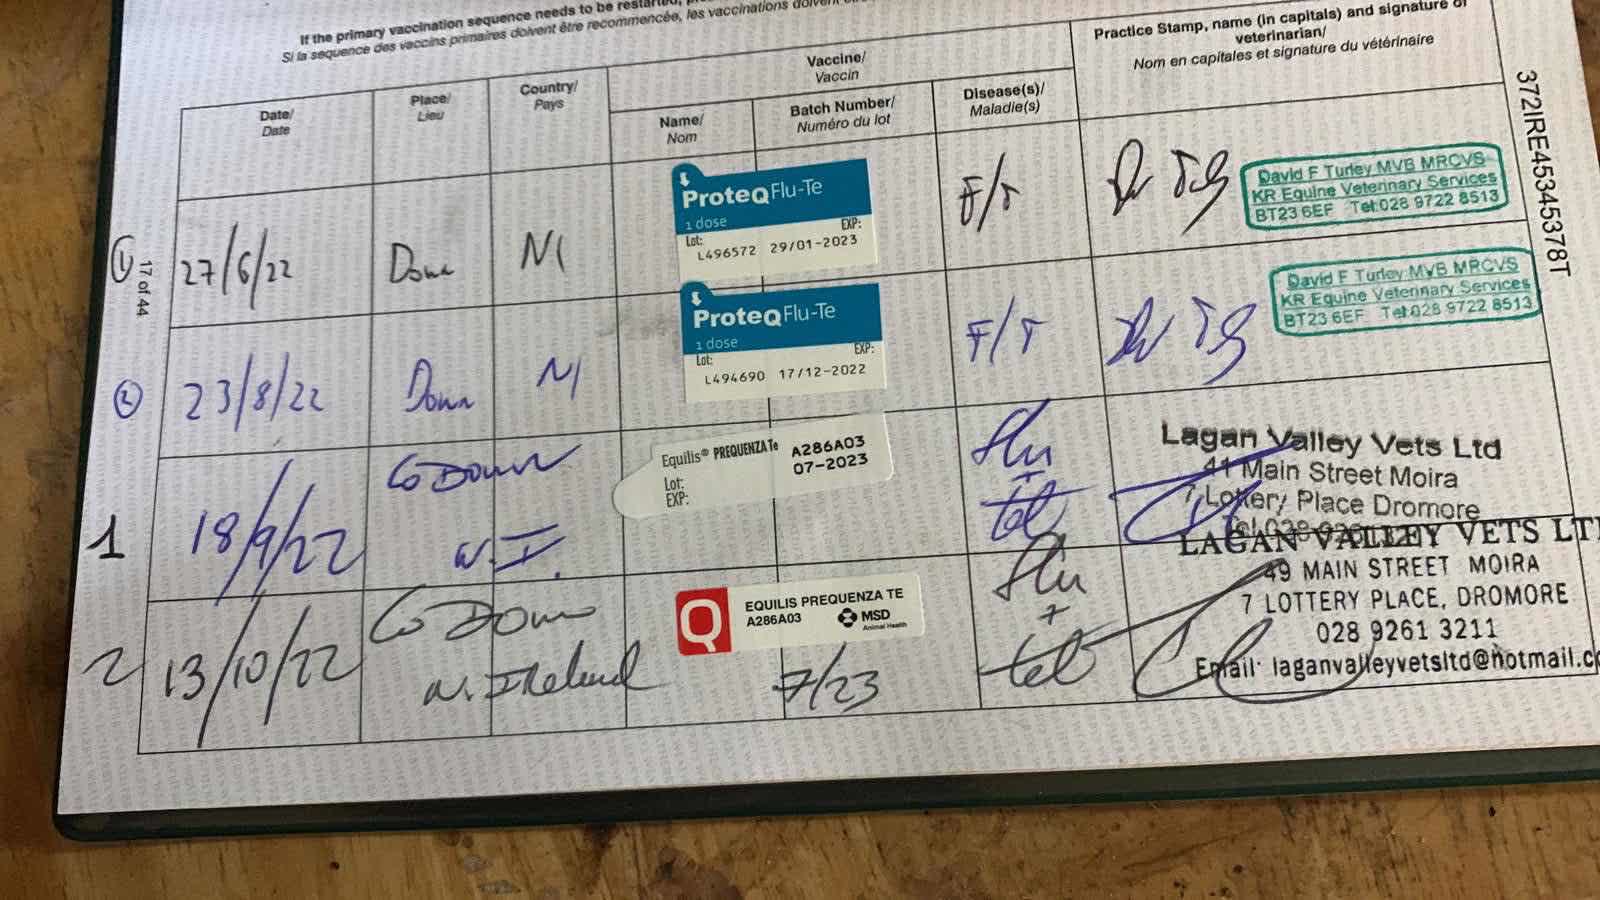 If the primary vaccination sequence needs to be restarted,
Si la sequence des vaccins primaires doivent être recommencée, les vaccinations doivent
Date/
Date
Place/
Lieu
Country/
Pays
Vaccine/
Vaccin
Name/
Nom
Batch Number/
Numéro du lot
Disease(s)/
Maladie(s)
Practice Stamp, name (in capitals) and signature of
veterinarian/
Nom en capitales et signature du vétérinaire
372IRE45345378T
17 of 44
1
27/6/22
Down
NI
ProteqFlu-Te
1 dose
Lot:
EXP:
L496572 29/01-2023
F/T
David F Turley MVB MRCVS
KR Equine Veterinary Services
BT23 6EF Tel:028 9722 8513
2
23/8/22
Down
NI
ProteqFlu-Te
1 dose
Lot:
EXP:
L494690 17/12-2022
F/T
David F Turley MVB MRCVS
KR Equine Veterinary Services
BT23 6EF Tel:028 9722 8513
1
18/9/22
Co Down
N.I.
Equilis® PREQUENZA Te
Lot:
EXP:
A286A03
07-2023
Flu
+
tet
Lagan Valley Vets Ltd
41 Main Street Moira
7 Lottery Place Dromore
2
13/10/22
Co Down
N. Ireland
Q
EQUILIS PREQUENZA TE
A286A03
MSD
Animal Health
7/23
Flu
+
tet
LAGAN VALLEY VETS LT
49 MAIN STREET MOIRA
7 LOTTERY PLACE, DROMORE
028 9261 3211
Email: laganvalleyvetsltd@hotmail.co